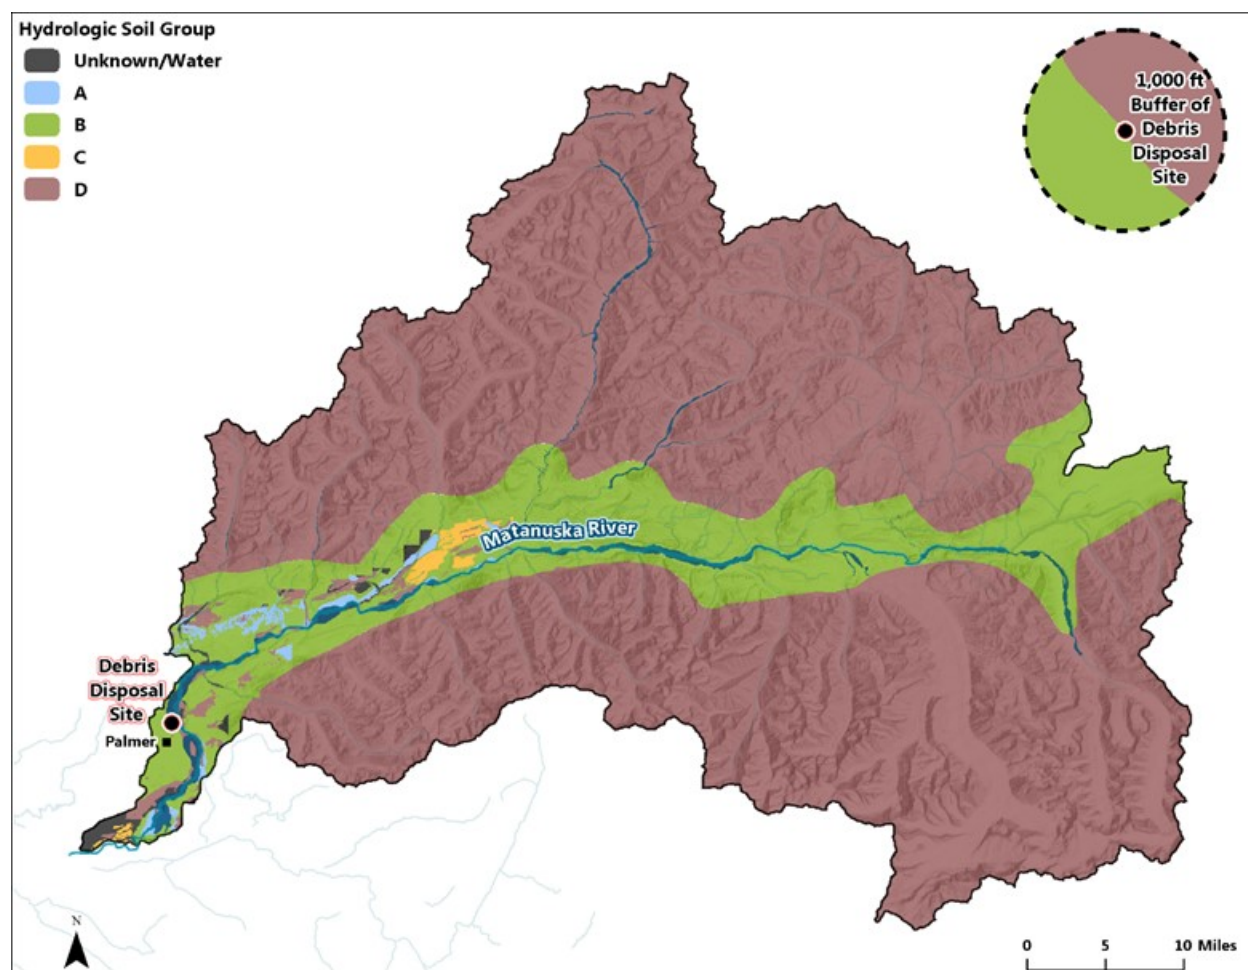 Hydrologic Soil Group
Unknown/Water
A
B
C
D
1,000 ft
Buffer of
Debris
Disposal
Site
Matanuska River
Debris
Disposal
Site
Palmer
N
0 5 10 Miles